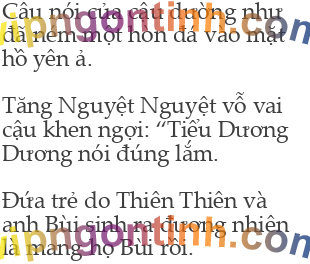 Câu nói của cậu dường như
đã ném một hòn đá vào mặt
hồ yên ả.
Tăng Nguyệt Nguyệt vỗ vai
cậu khen ngợi: “Tiểu Dương
Dương nói đúng lắm.
Đứa trẻ do Thiên Thiên và
anh Bùi sinh ra đương nhiên
là mang họ Bùi rồi.
vipngontinh.com
vipngontinh.com